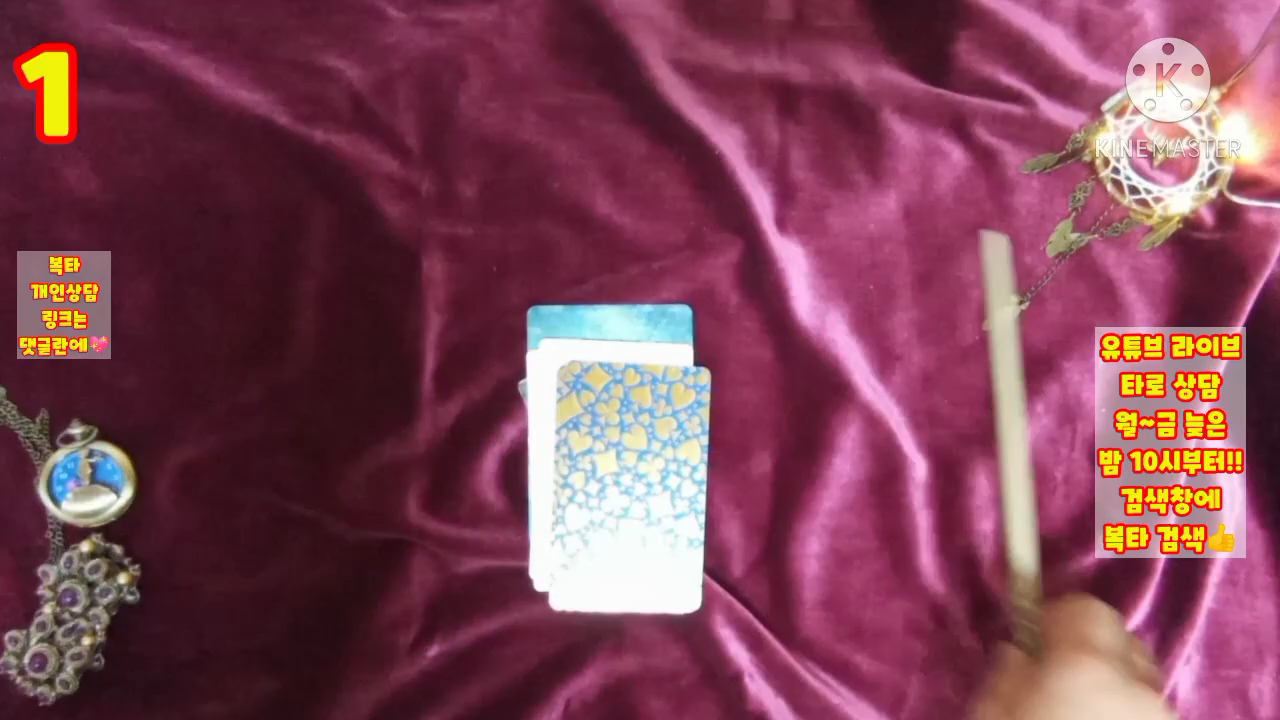 1
K
KINEMASTER
복타
개인상담
링크는
댓글란에💖
유튜브 라이브
타로 상담
월~금 늦은
밤 10시부터!!
검색창에
복타 검색👍